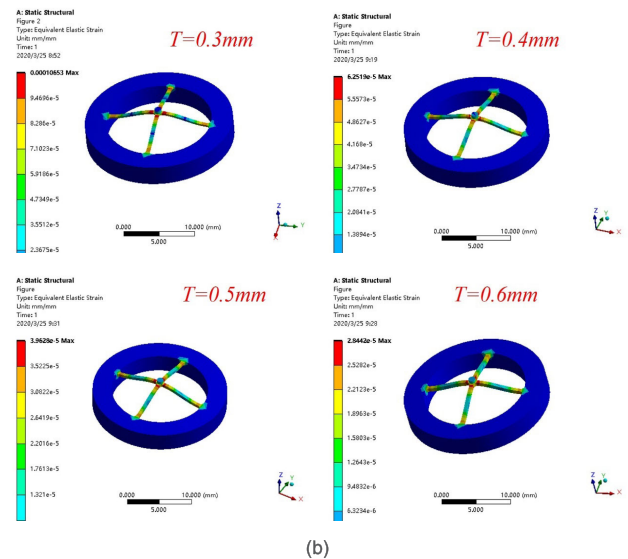 A: Static Structural
Figure 2
Type: Equivalent Elastic Strain
Unit: mm/mm
Time: 1
2020/3/25 8:52
T=0.3mm
0.00010653 Max
9.4696e-5
8.286e-5
7.1023e-5
5.9186e-5
4.7349e-5
3.5512e-5
2.3675e-5
0.000
10.000 (mm)
5.000
Z
Y
X
A: Static Structural
Figure
Type: Equivalent Elastic Strain
Unit: mm/mm
Time: 1
2020/3/25 9:19
T=0.4mm
6.2519e-5 Max
5.5573e-5
4.8627e-5
4.168e-5
3.4734e-5
2.7787e-5
2.0841e-5
1.3894e-5
0.000
10.000 (mm)
5.000
Z
Y
X
A: Static Structural
Figure
Type: Equivalent Elastic Strain
Unit: mm/mm
Time: 1
2020/3/25 9:31
T=0.5mm
3.9628e-5 Max
3.5225e-5
3.0822e-5
2.6419e-5
2.2016e-5
1.7613e-5
1.321e-5
0.000
10.000 (mm)
5.000
Z
Y
X
A: Static Structural
Figure
Type: Equivalent Elastic Strain
Unit: mm/mm
Time: 1
2020/3/25 9:28
T=0.6mm
2.8442e-5 Max
2.5282e-5
2.2123e-5
1.8963e-5
1.5803e-5
1.2643e-5
9.4832e-6
6.3234e-6
0.000
10.000 (mm)
5.000
Z
Y
X
(b)